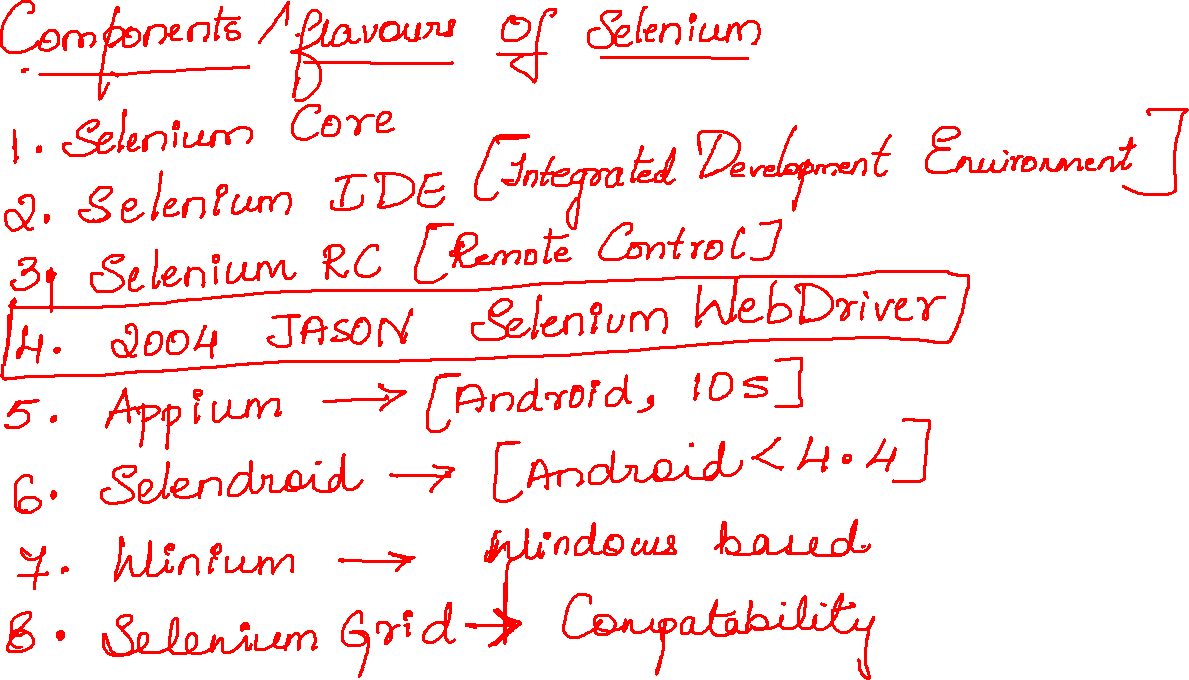 Components / flavours of Selenium
1. Selenium Core
2. Selenium IDE [Integrated Development Environment]
3. Selenium RC [Remote Control]
4. 2004 JASON Selenium WebDriver
5. Appium → [Android, IOS]
6. Selendroid → [Android < 4.4]
7. Winium → Windows based
8. Selenium Grid → Compatability